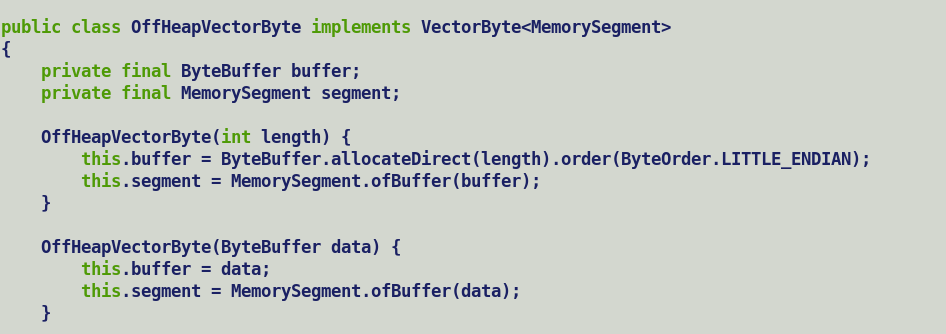 public class OffHeapVectorByte implements VectorByte<MemorySegment>
{
    private final ByteBuffer buffer;
    private final MemorySegment segment;

    OffHeapVectorByte(int length) {
        this.buffer = ByteBuffer.allocateDirect(length).order(ByteOrder.LITTLE_ENDIAN);
        this.segment = MemorySegment.ofBuffer(buffer);
    }

    OffHeapVectorByte(ByteBuffer data) {
        this.buffer = data;
        this.segment = MemorySegment.ofBuffer(data);
    }